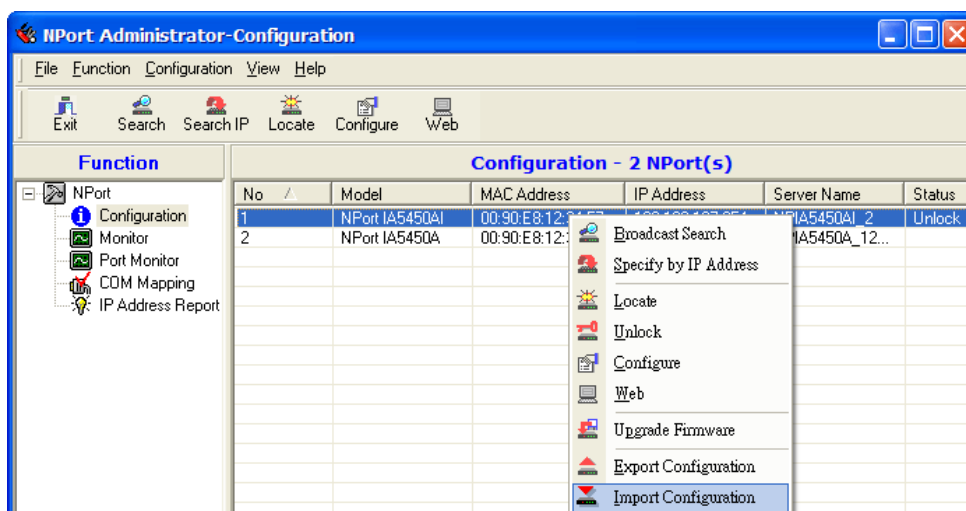 NPort Administrator-Configuration
File Function Configuration View Help
Exit Search Search IP Locate Configure Web
Function
Configuration - 2 NPort(s)
NPort
Configuration
Monitor
Port Monitor
COM Mapping
IP Address Report
No Model MAC Address IP Address Server Name Status
1 NPort IA5450AI 00:90:E8:12: NPIA5450AI_2 Unlock
2 NPort IA5450A 00:90:E8:12: IA5450A_12...
Broadcast Search
Specify by IP Address
Locate
Unlock
Configure
Web
Upgrade Firmware
Export Configuration
Import Configuration